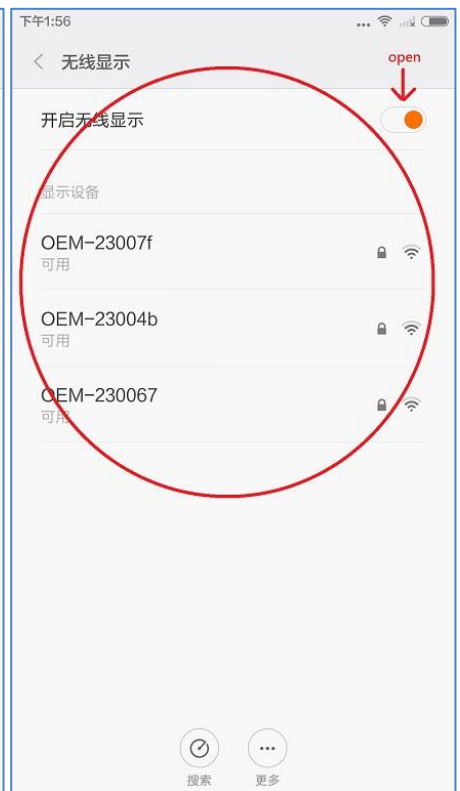 下午1:56
无线显示
open
开启无线显示
显示设备
OEM-23007f
可用
OEM-23004b
可用
OEM-230067
可用
搜索
更多